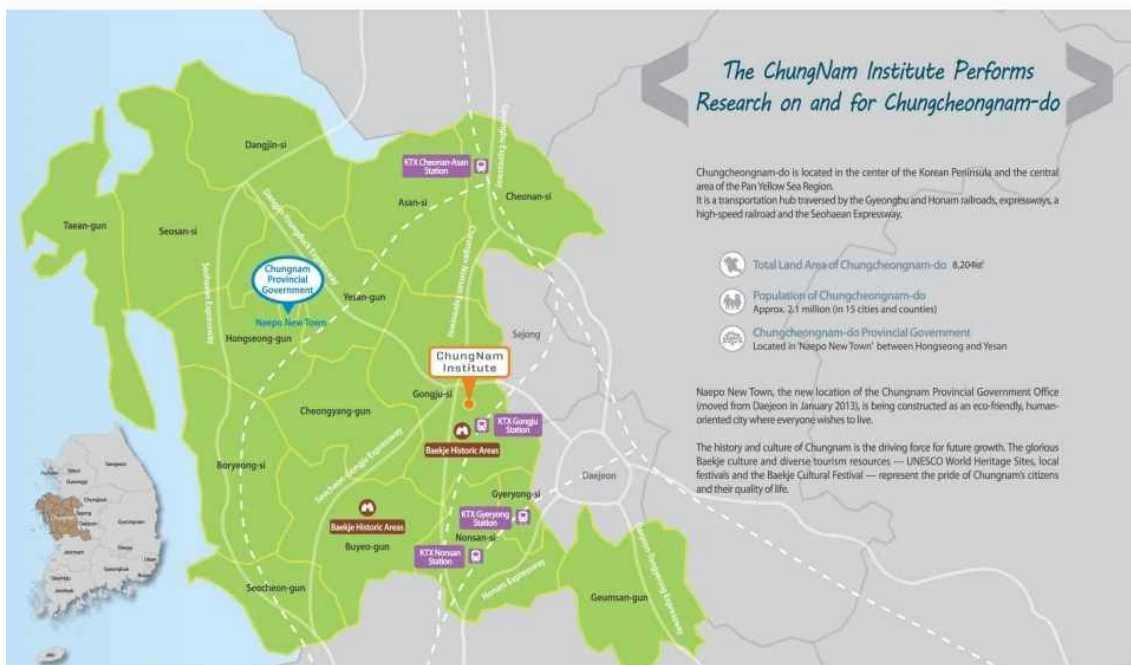 The ChungNam Institute Performs
Research on and for Chungcheongnam-do
Chungcheongnam-do is located in the center of the Korean Peninsula and the central
area of the Pan Yellow Sea Region.
It is a transportation hub traversed by the Gyeongbu and Honam railroads, expressways, a
high-speed railroad and the Seohaean Expressway.
Total Land Area of Chungcheongnam-do 8,204㎢
Population of Chungcheongnam-do
Approx. 2.1 million (in 15 cities and counties)
Chungcheongnam-do Provincial Government
Located in 'Naepo New Town' between Hongseong and Yesan
Naepo New Town, the new location of the Chungnam Provincial Government Office
(moved from Daejeon in January 2013), is being constructed as an eco-friendly, human-
oriented city where everyone wishes to live.
The history and culture of Chungnam is the driving force for future growth. The glorious
Baekje culture and diverse tourism resources — UNESCO World Heritage Sites, local
festivals and the Baekje Cultural Festival — represent the pride of Chungnam's citizens
and their quality of life.
Dangjin-si
KTX Cheonan-Asan
Station
Cheonan-si
Asan-si
Taean-gun
Seosan-si
Chungnam
Provincial
Government
Naepo New Town
Yesan-gun
Hongseong-gun
Sejong
ChungNam
Institute
Gongju-si
Cheongyang-gun
KTX Gongju
Station
Baekje Historic Areas
Boryeong-si
Daejeon
Gyeryong-si
KTX Gyeryong
Station
Baekje Historic Areas
Nonsan-si
Buyeo-gun
KTX Nonsan
Station
Seocheon-gun
Geumsan-gun
Seohaean Expressway
Honam Expressway